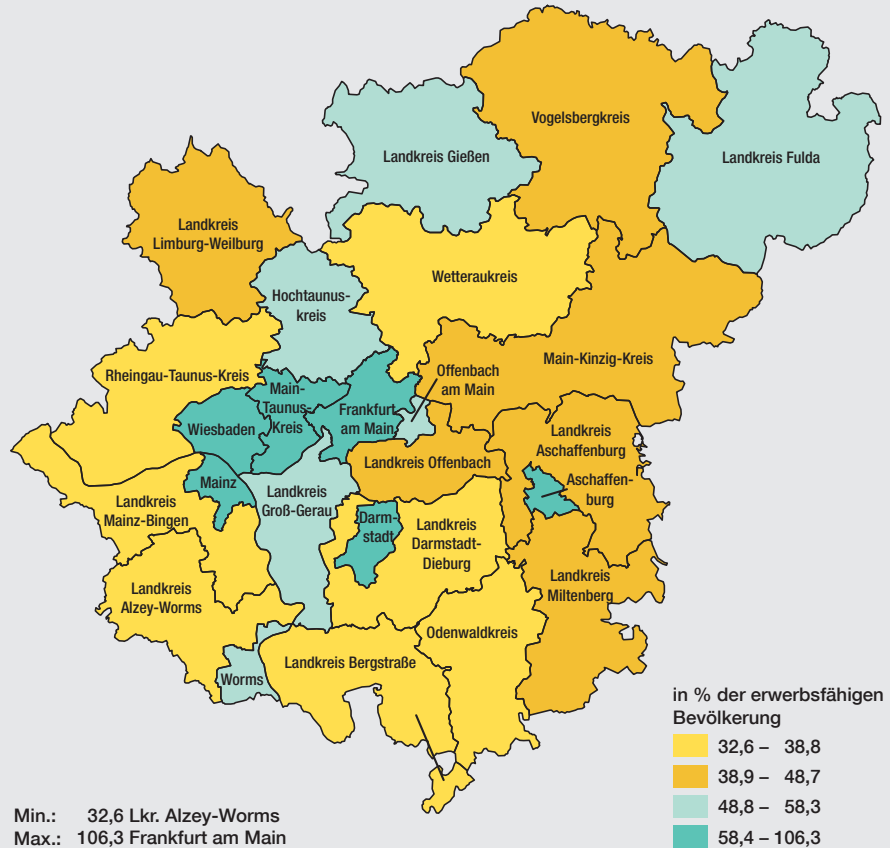 Vogelsbergkreis
Landkreis Gießen
Landkreis Fulda
Landkreis
Limburg-Weilburg
Wetteraukreis
Hochtaunus-
kreis
Offenbach
am Main
Main-Kinzig-Kreis
Rheingau-Taunus-Kreis
Main-
Taunus-
Kreis
Frankfurt
am Main
Wiesbaden
Landkreis
Aschaffenburg
Landkreis Offenbach
Aschaffen-
burg
Mainz
Landkreis
Groß-Gerau
Landkreis
Mainz-Bingen
Darm-
stadt
Landkreis
Darmstadt-
Dieburg
Landkreis
Miltenberg
Landkreis
Alzey-Worms
Odenwaldkreis
Landkreis Bergstraße
Worms
in % der erwerbsfähigen
Bevölkerung
32,6 – 38,8
38,9 – 48,7
48,8 – 58,3
58,4 – 106,3
Min.: 32,6 Lkr. Alzey-Worms
Max.: 106,3 Frankfurt am Main